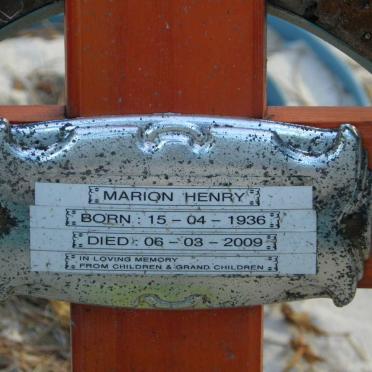 MARION HENRY
BORN : 15 - 04 - 1936
DIED : 06 - 03 - 2009
IN LOVING MEMORY
FROM CHILDREN & GRAND CHILDREN